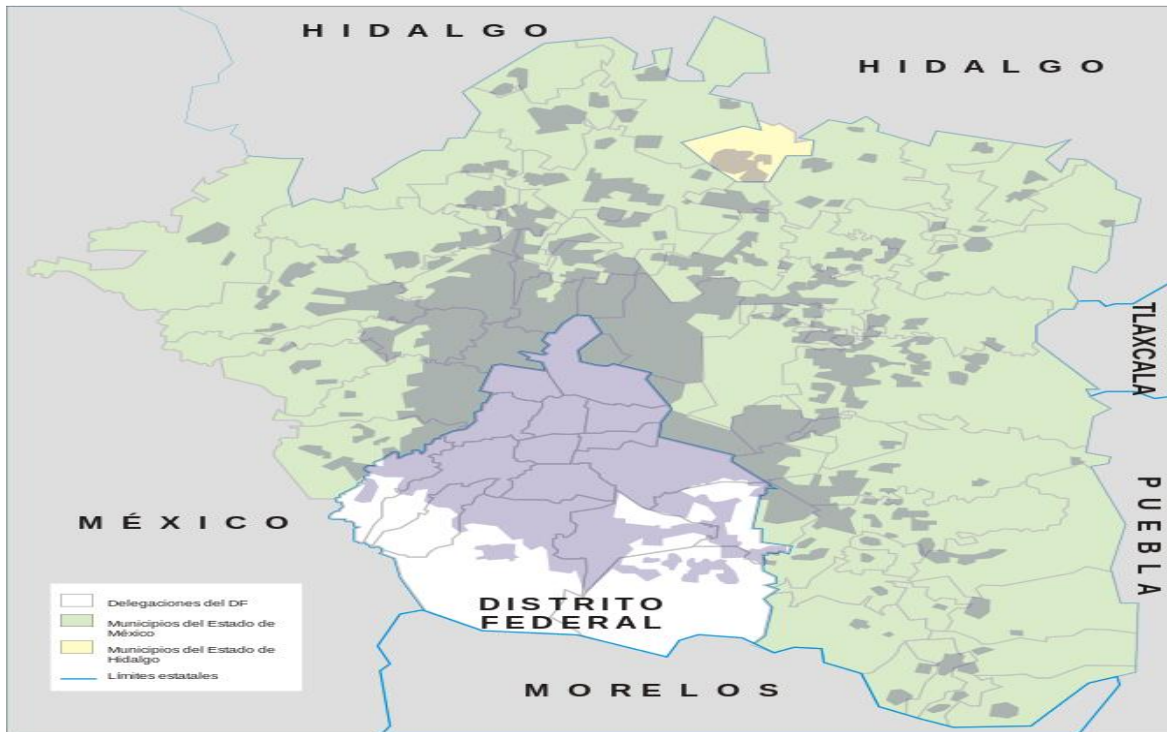 HIDALGO
HIDALGO
TLAXCALA
PUEBLA
MÉXICO
DISTRITO
FEDERAL
MORELOS
Delegaciones del DF
Municipios del Estado de
México
Municipios del Estado de
Hidalgo
Límites estatales